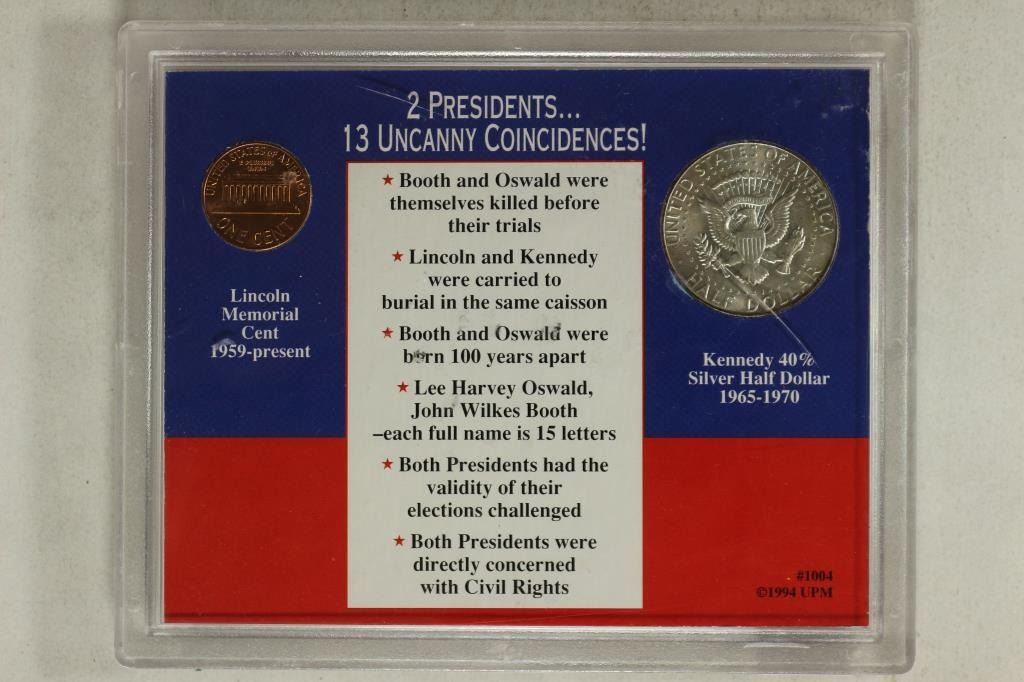 2 PRESIDENTS...
13 UNCANNY COINCIDENCES!
★ Booth and Oswald were
themselves killed before
their trials
★ Lincoln and Kennedy
were carried to
burial in the same caisson
★ Booth and Oswald were
born 100 years apart
★ Lee Harvey Oswald,
John Wilkes Booth
–each full name is 15 letters
★ Both Presidents had the
validity of their
elections challenged
★ Both Presidents were
directly concerned
with Civil Rights
UNITED STATES OF AMERICA
E PLURIBUS
UNUM
ONE CENT
Lincoln
Memorial
Cent
1959-present
UNITED STATES OF AMERICA
HALF DOLLAR
Kennedy 40%
Silver Half Dollar
1965-1970
#1004
©1994 UPM